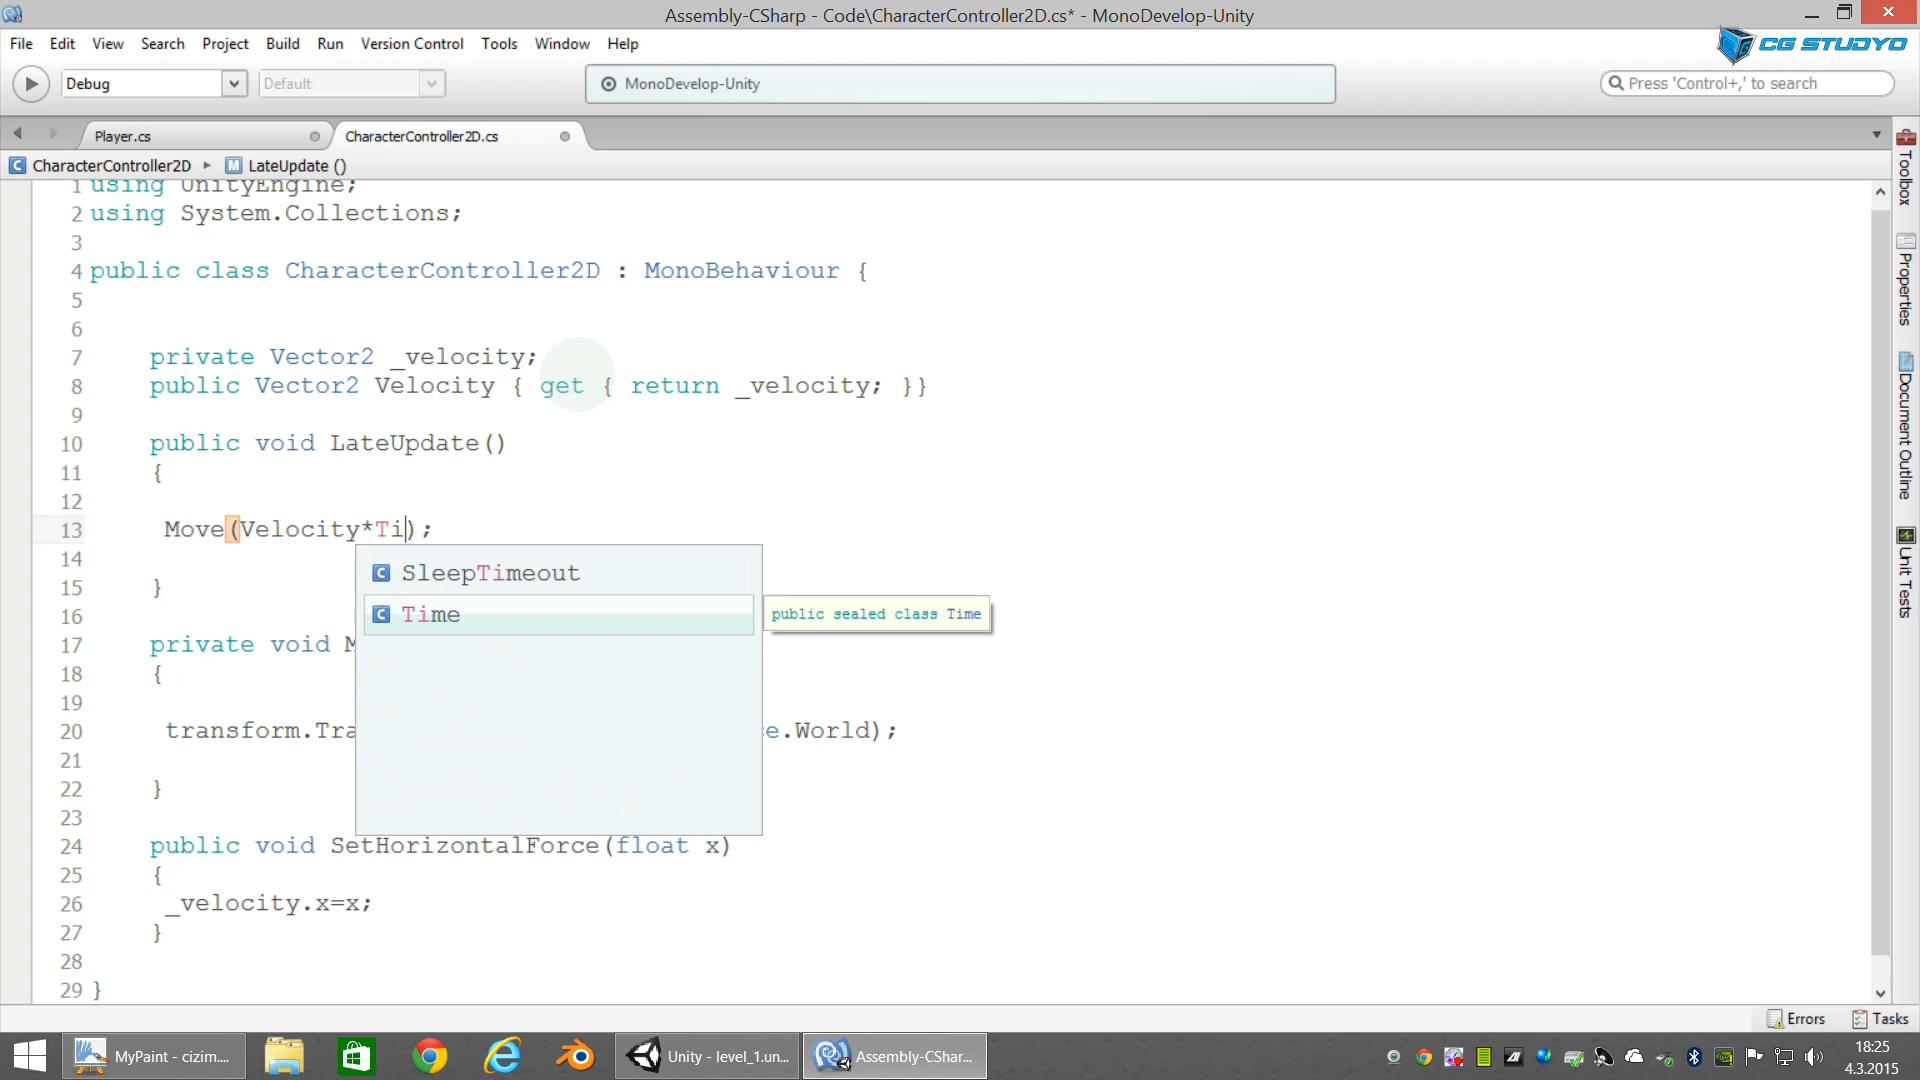 Assembly-CSharp - Code\CharacterController2D.cs* - MonoDevelop-Unity
File Edit View Search Project Build Run Version Control Tools Window Help
CG STUDYO
Debug Default MonoDevelop-Unity Press 'Control+,' to search
Player.cs CharacterController2D.cs
CharacterController2D LateUpdate ()
1 using UnityEngine;
2 using System.Collections;
3
4 public class CharacterController2D : MonoBehaviour {
5
6
7 private Vector2 _velocity;
8 public Vector2 Velocity { get { return _velocity; }}
9
10 public void LateUpdate()
11 {
12
13 Move(Velocity*Ti);
SleepTimeout
Time
public sealed class Time
14
15 }
16
17 private void M
18 {
19
20 transform.Tra e.World);
21
22 }
23
24 public void SetHorizontalForce(float x)
25 {
26 _velocity.x=x;
27 }
28
29 }
Toolbox
Properties
Document Outline
Unit Tests
Errors Tasks
MyPaint - cizim.... Unity - level_1.un... Assembly-CShar...
18:25
4.3.2015